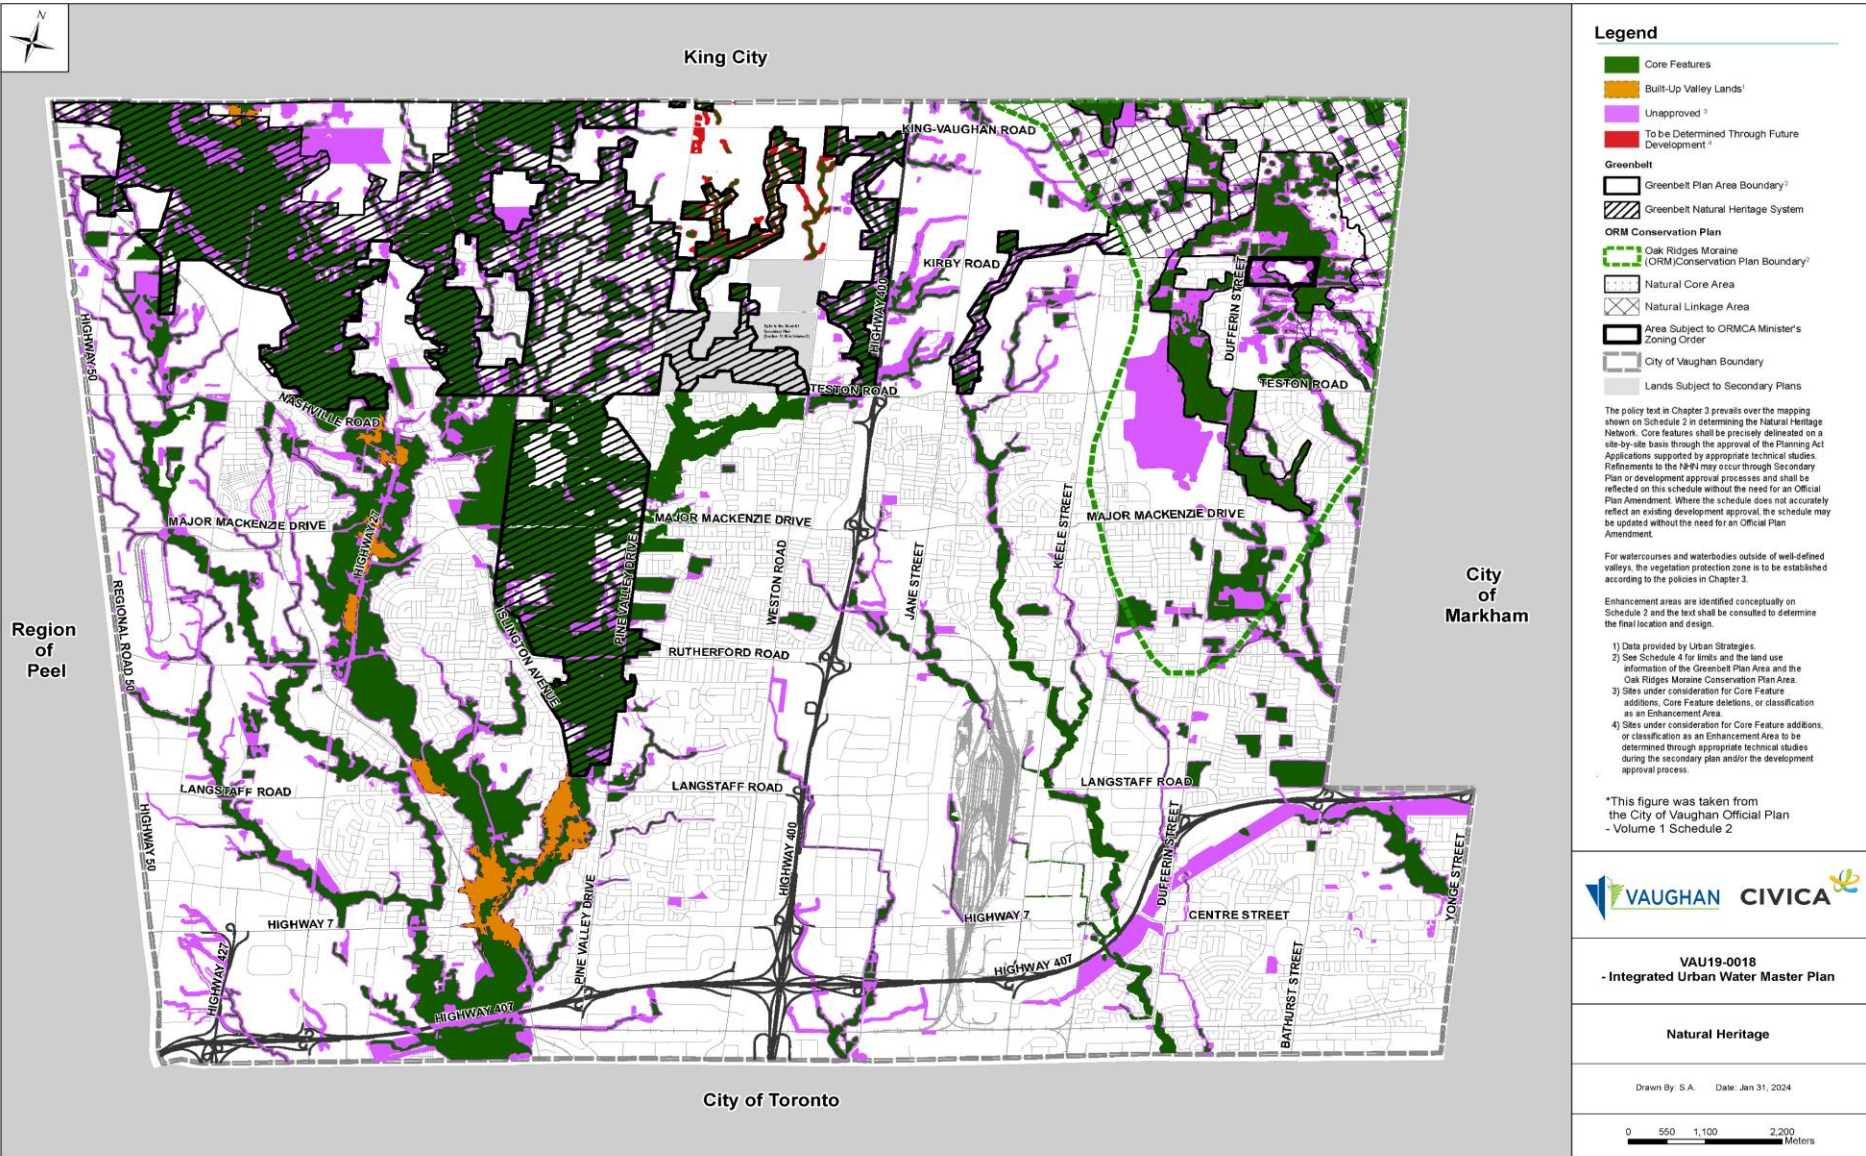 N
King City
Region
of
Peel
City
of
Markham
City of Toronto
KING-VAUGHAN ROAD
KIRBY ROAD
HIGHWAY 400
DUFFERIN STREET
TESTON ROAD
TESTON ROAD
HIGHWAY 50
NASHVILLE ROAD
MAJOR MACKENZIE DRIVE
HIGHWAY 27
MAJOR MACKENZIE DRIVE
MAJOR MACKENZIE DRIVE
PINE VALLEY DRIVE
WESTON ROAD
JANE STREET
KEELE STREET
REGIONAL ROAD 50
ISLINGTON AVENUE
RUTHERFORD ROAD
LANGSTAFF ROAD
LANGSTAFF ROAD
LANGSTAFF ROAD
HIGHWAY 50
HIGHWAY 400
DUFFERIN STREET
YONGE STREET
HIGHWAY 7
HIGHWAY 7
CENTRE STREET
PINE VALLEY DRIVE
HIGHWAY 427
HIGHWAY 407
HIGHWAY 407
BATHURST STREET
Legend
Core Features
Built-Up Valley Lands1
Unapproved 3
To be Determined Through Future
Development 4
Greenbelt
Greenbelt Plan Area Boundary2
Greenbelt Natural Heritage System
ORM Conservation Plan
Oak Ridges Moraine
(ORM)Conservation Plan Boundary2
Natural Core Area
Natural Linkage Area
Area Subject to ORMCA Minister's
Zoning Order
City of Vaughan Boundary
Lands Subject to Secondary Plans
The policy text in Chapter 3 prevails over the mapping
shown on Schedule 2 in determining the Natural Heritage
Network. Core features shall be precisely delineated on a
site-by-site basis through the approval of the Planning Act
Applications supported by appropriate technical studies.
Refinements to the NHN may occur through Secondary
Plan or development approval processes and shall be
reflected on this schedule without the need for an Official
Plan Amendment. Where the schedule does not accurately
reflect an existing development approval, the schedule may
be updated without the need for an Official Plan
Amendment.
For watercourses and waterbodies outside of well-defined
valleys, the vegetation protection zone is to be established
according to the policies in Chapter 3.
Enhancement areas are identified conceptually on
Schedule 2 and the text shall be consulted to determine
the final location and design.
1) Data provided by Urban Strategies.
2) See Schedule 4 for limits and the land use
information of the Greenbelt Plan Area and the
Oak Ridges Moraine Conservation Plan Area.
3) Sites under consideration for Core Feature
additions, Core Feature deletions, or classification
as an Enhancement Area.
4) Sites under consideration for Core Feature additions,
or classification as an Enhancement Area to be
determined through appropriate technical studies
during the secondary plan and/or the development
approval process.
*This figure was taken from
the City of Vaughan Official Plan
- Volume 1 Schedule 2
VAUGHAN CIVICA
VAU19-0018
- Integrated Urban Water Master Plan
Natural Heritage
Drawn By: S.A. Date: Jan 31, 2024
0 550 1,100 2,200
Meters